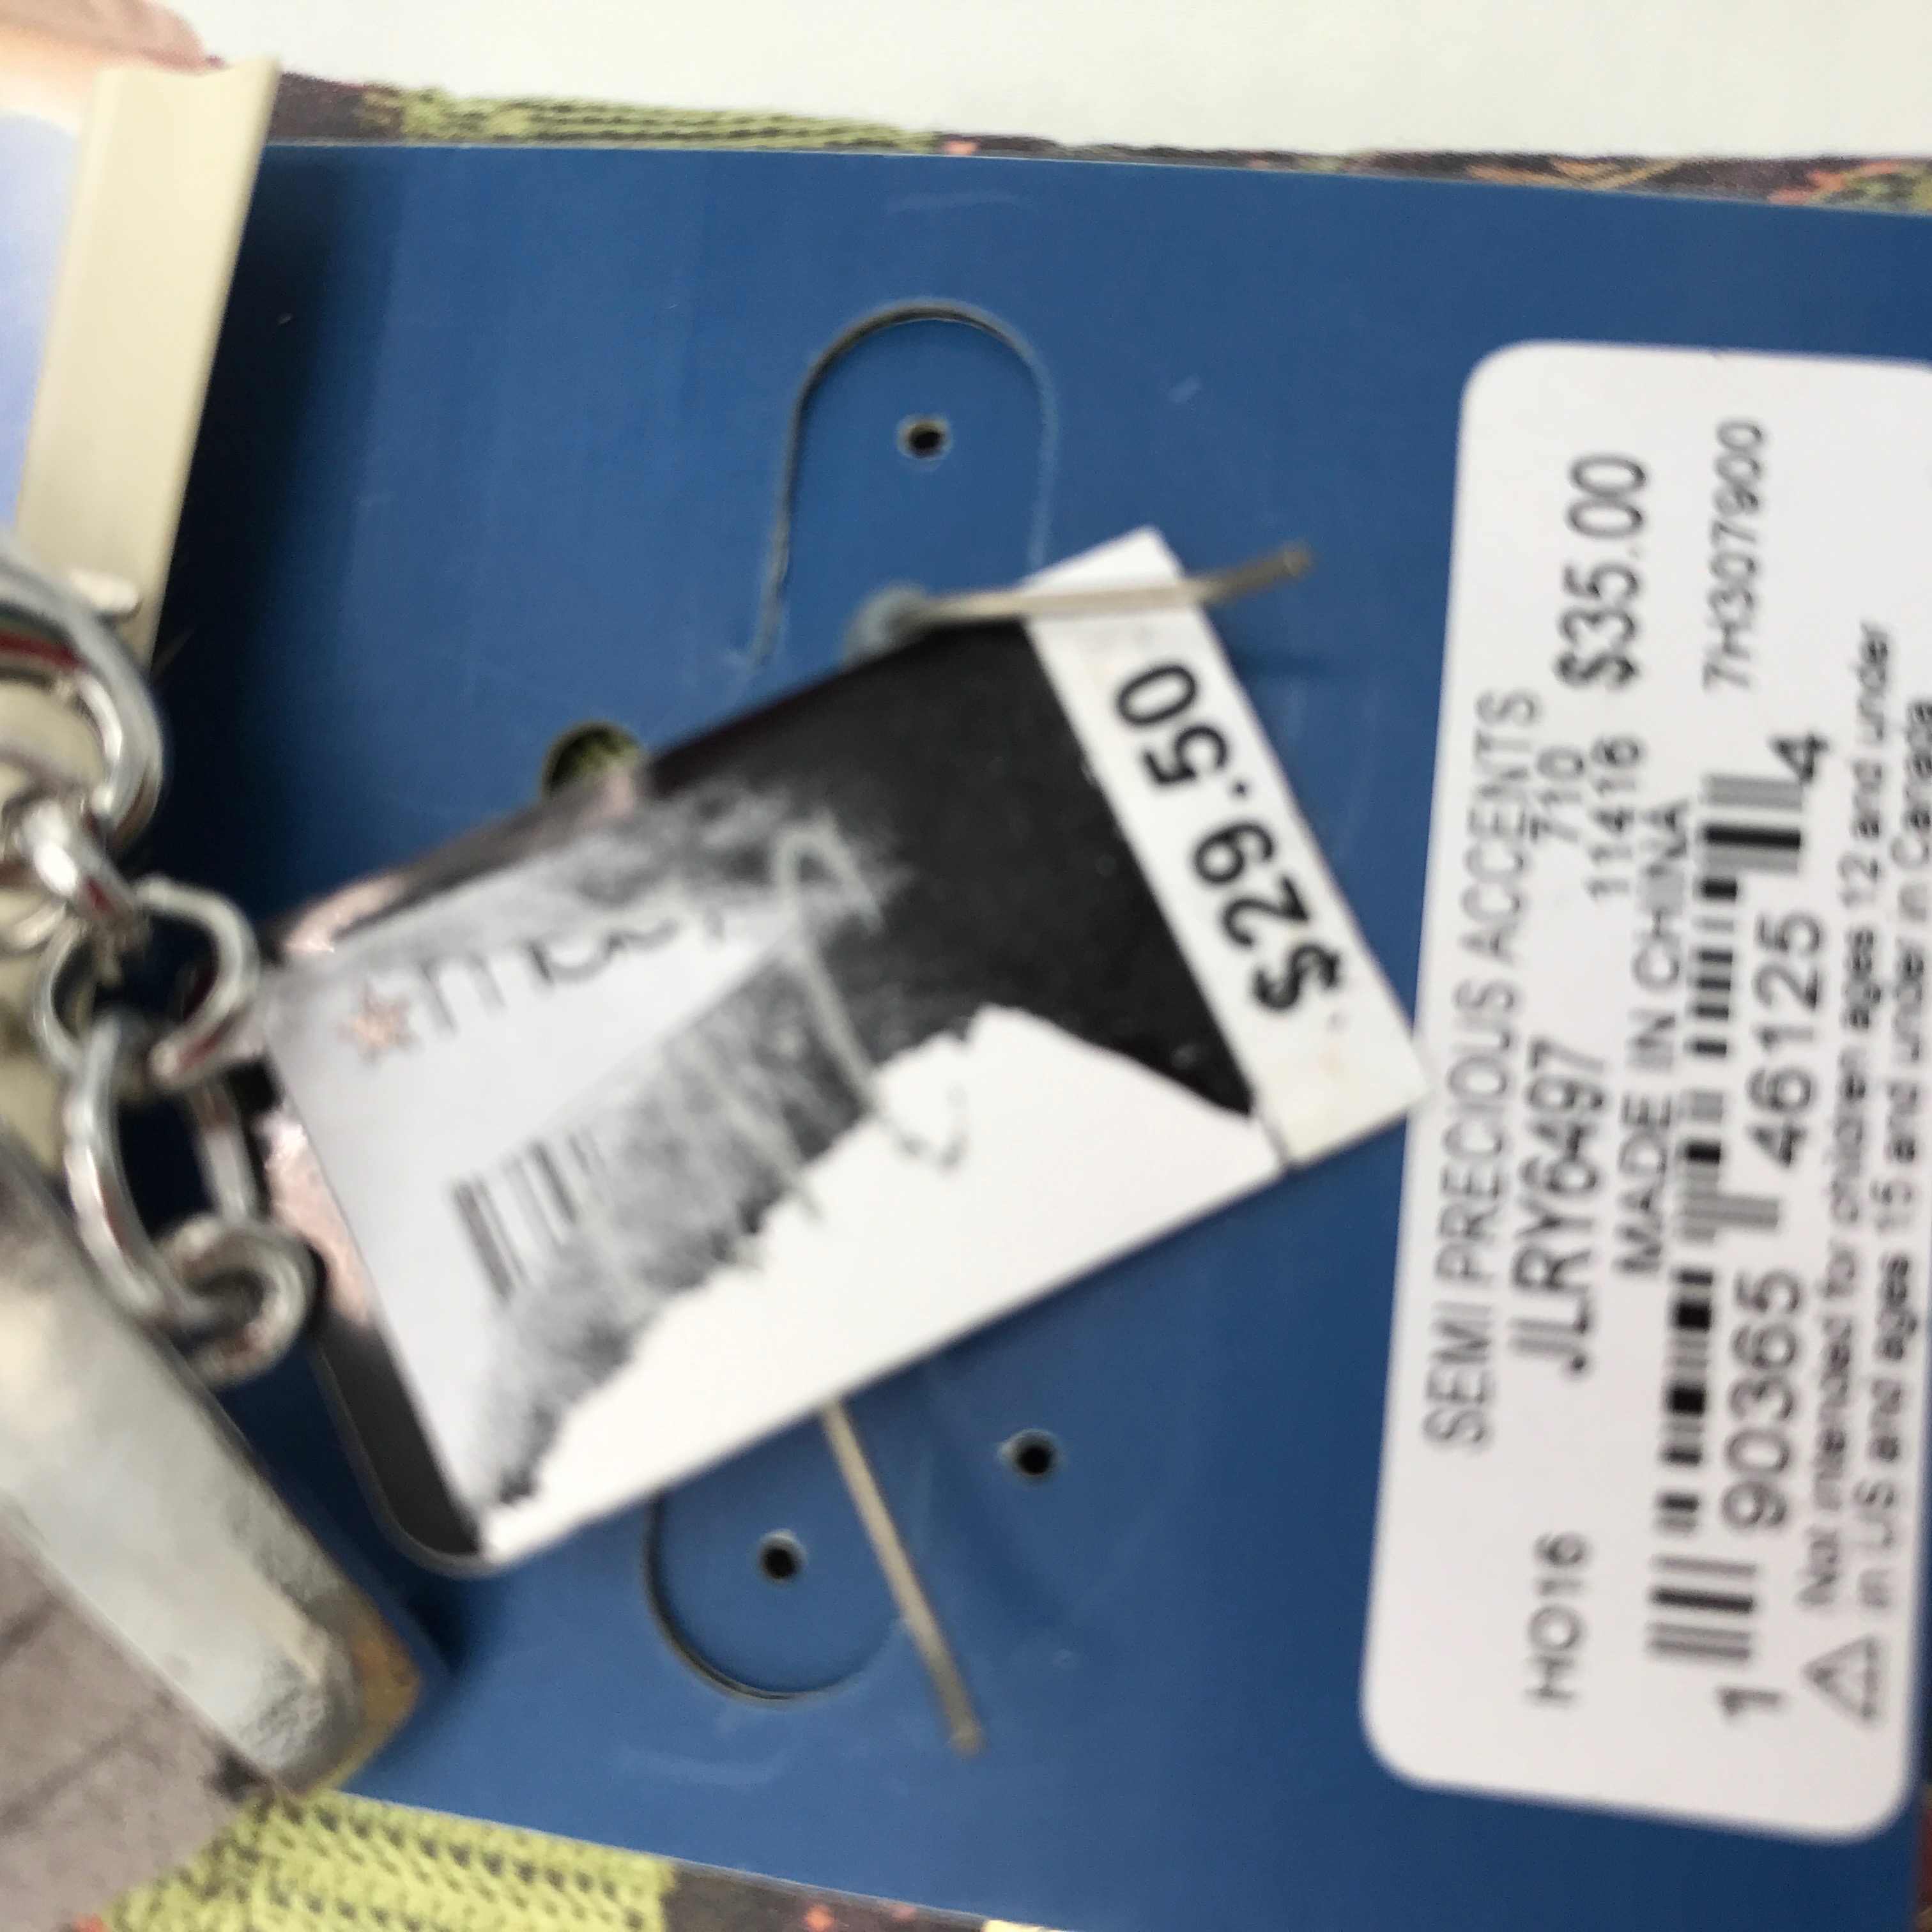 macy
$29.50
SEMI PRECIOUS ACCENTS
710
HO16 JLRY6497 11416 $35.00
MADE IN CHINA
7H307900
1 90365 46125 4
Not intended for children ages 12 and under
in US and ages 15 and under in Canada